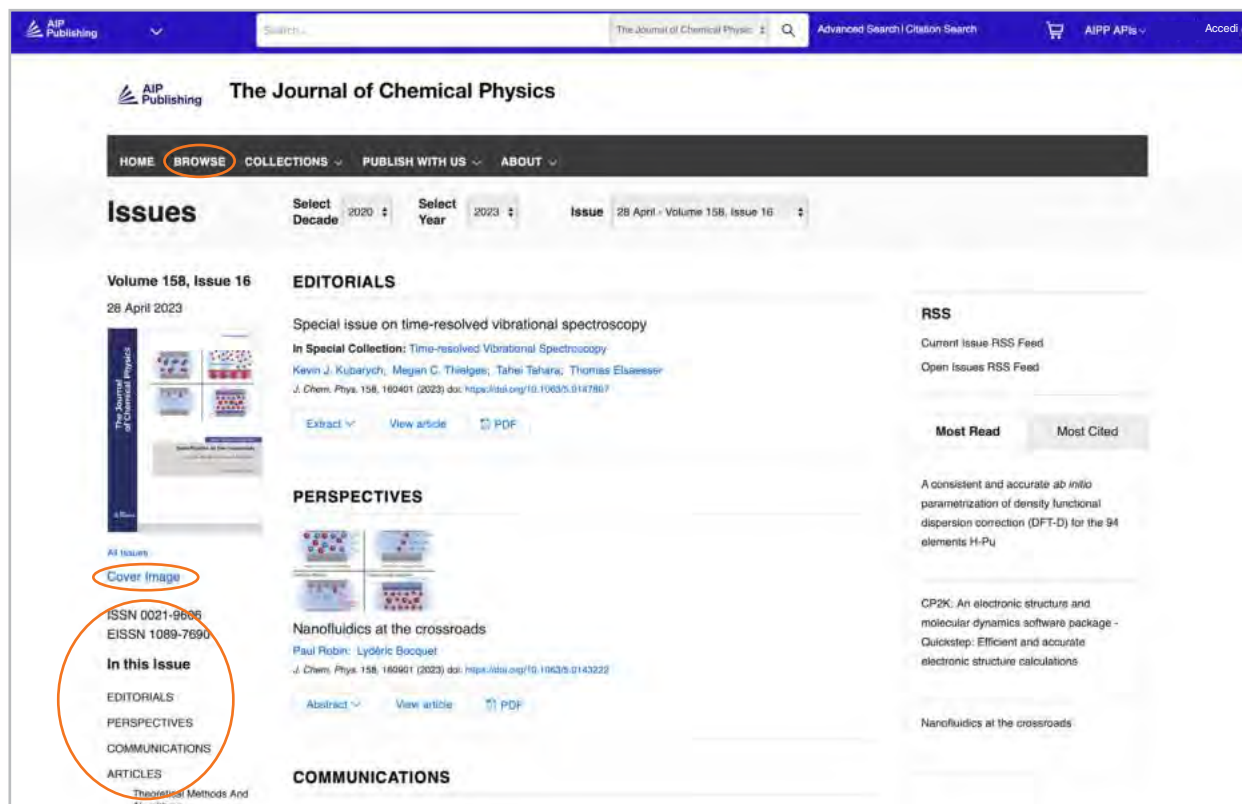 AIP
Publishing
Search...
The Journal of Chemical Physic
Advanced Search | Citation Search
AIPP APIs
Accedi
AIP
Publishing
The Journal of Chemical Physics
HOME BROWSE COLLECTIONS PUBLISH WITH US ABOUT
Issues
Select
Decade
2020
Select
Year
2023
Issue
28 April - Volume 158, Issue 16
Volume 158, Issue 16
28 April 2023
The Journal
of Chemical Physics
All Issues
Cover Image
ISSN 0021-9606
EISSN 1089-7690
In this Issue
EDITORIALS
PERSPECTIVES
COMMUNICATIONS
ARTICLES
Theoretical Methods And
EDITORIALS
Special issue on time-resolved vibrational spectroscopy
In Special Collection: Time-resolved Vibrational Spectroscopy
Kevin J. Kubarych; Megan C. Thielges; Tahei Tahara; Thomas Elsaesser
J. Chem. Phys. 158, 160401 (2023) doi: https://doi.org/10.1063/5.0147807
Extract View article PDF
PERSPECTIVES
Nanofluidics at the crossroads
Paul Robin; Lydéric Bocquet
J. Chem. Phys. 158, 160901 (2023) doi: https://doi.org/10.1063/5.0143222
Abstract View article PDF
COMMUNICATIONS
RSS
Current Issue RSS Feed
Open Issues RSS Feed
Most Read Most Cited
A consistent and accurate ab initio
parametrization of density functional
dispersion correction (DFT-D) for the 94
elements H-Pu
CP2K: An electronic structure and
molecular dynamics software package -
Quickstep: Efficient and accurate
electronic structure calculations
Nanofluidics at the crossroads